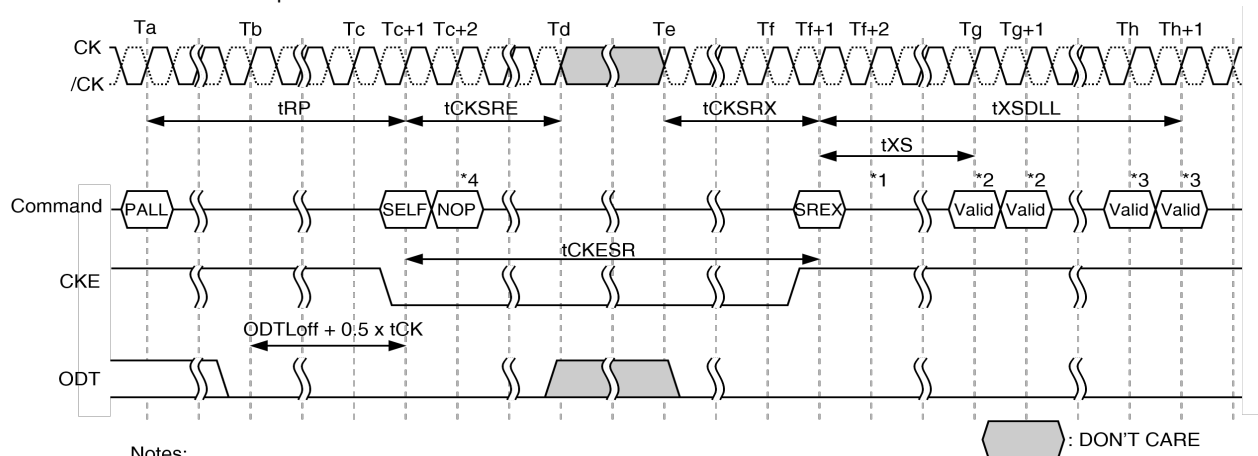 Ta Tb Tc Tc+1 Tc+2 Td Te Tf Tf+1 Tf+2 Tg Tg+1 Th Th+1
CK
/CK
tRP tCKSRE tCKSRX tXSDLL
tXS
*4 *1 *2 *2 *3 *3
Command PALL SELF NOP SREX Valid Valid Valid Valid
tCKESR
CKE
ODTLoff + 0.5 x tCK
ODT
: DON'T CARE
Notes: